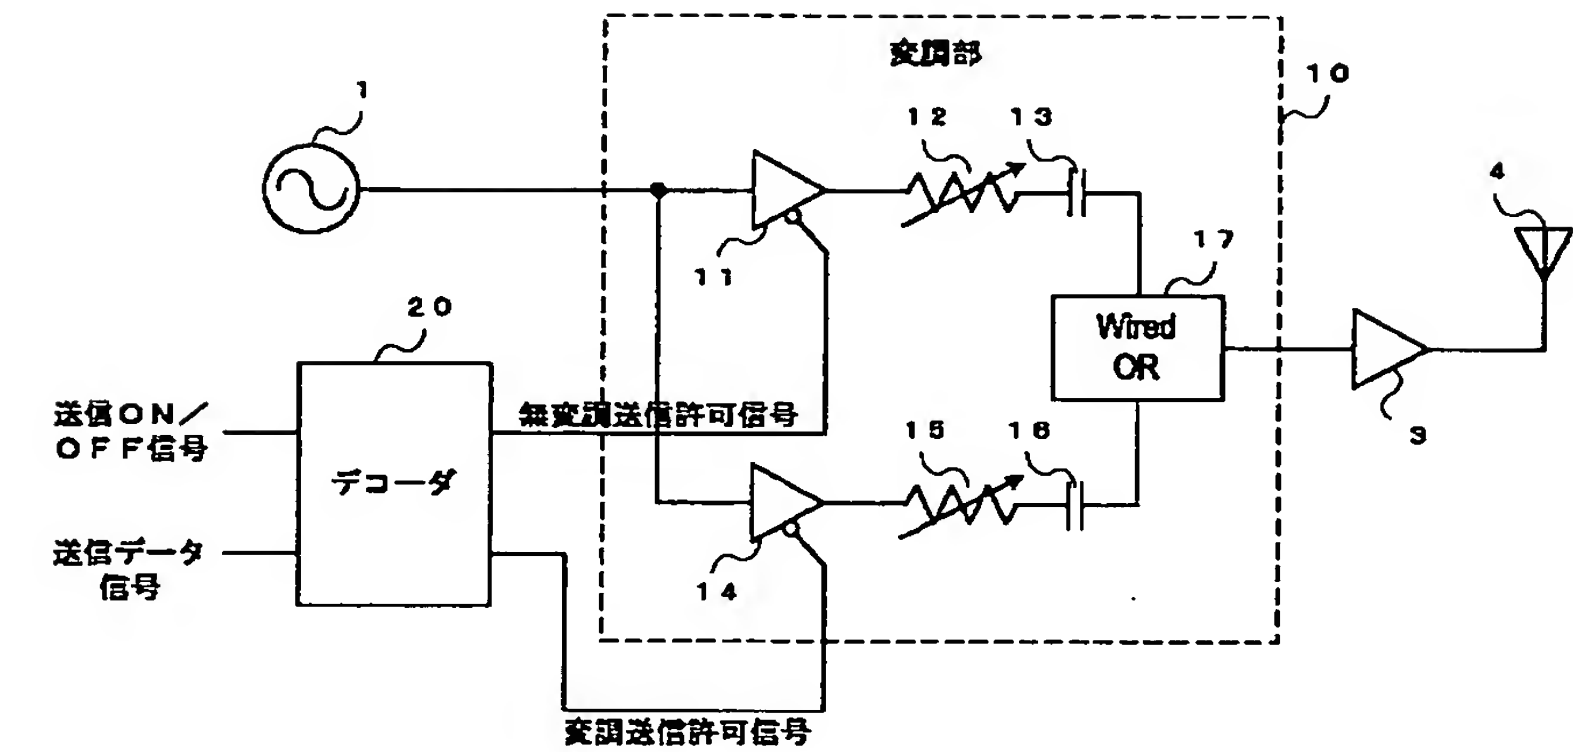 変調部
１
１０
１２
１３
４
１１
１７
２０
Wired
OR
送信ＯＮ／
ＯＦＦ信号
無変調送信許可信号
３
１５
１６
デコーダ
送信データ
信号
１４
変調送信許可信号